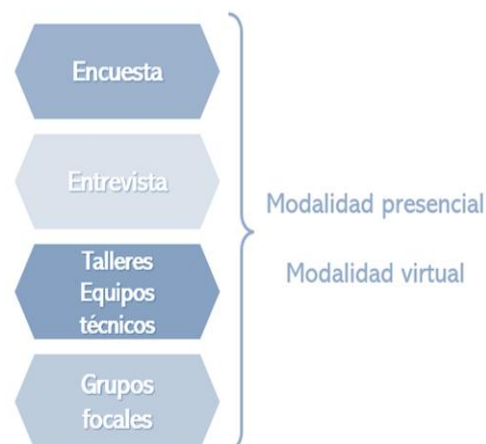 Encuesta
Entrevista
Talleres
Equipos
técnicos
Grupos
focales
Modalidad presencial
Modalidad virtual